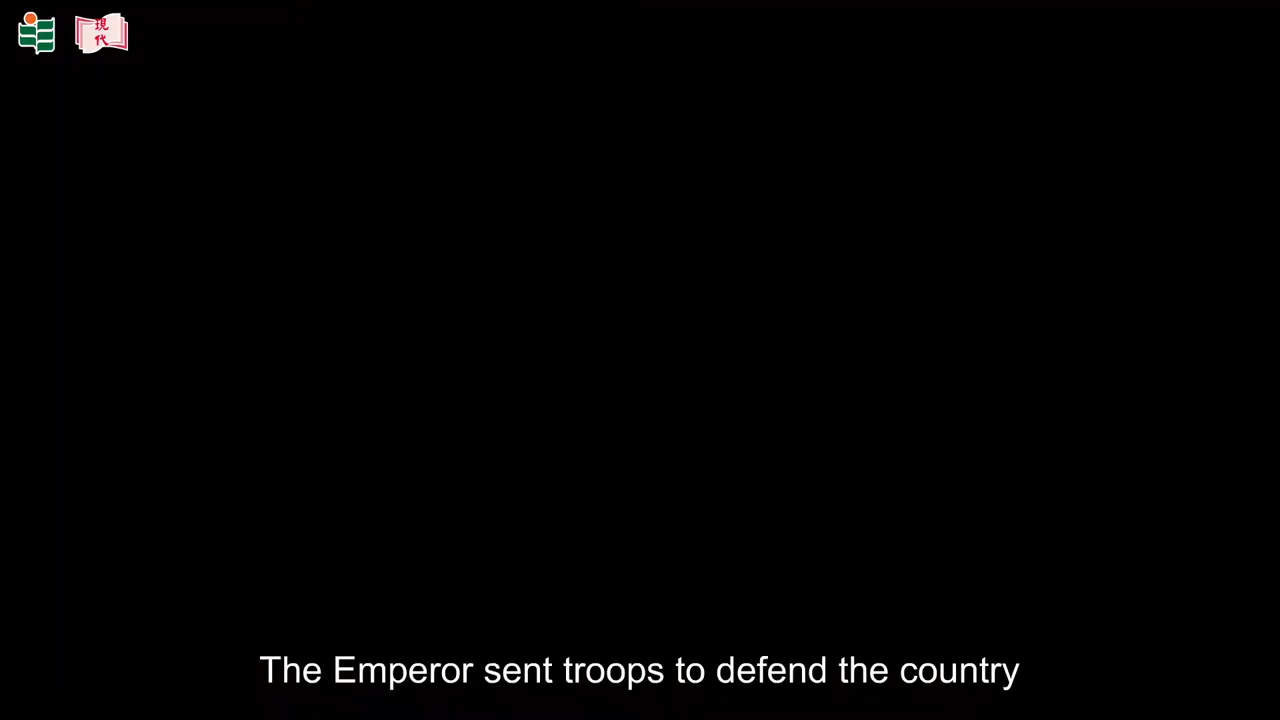 現
代
The Emperor sent troops to defend the country